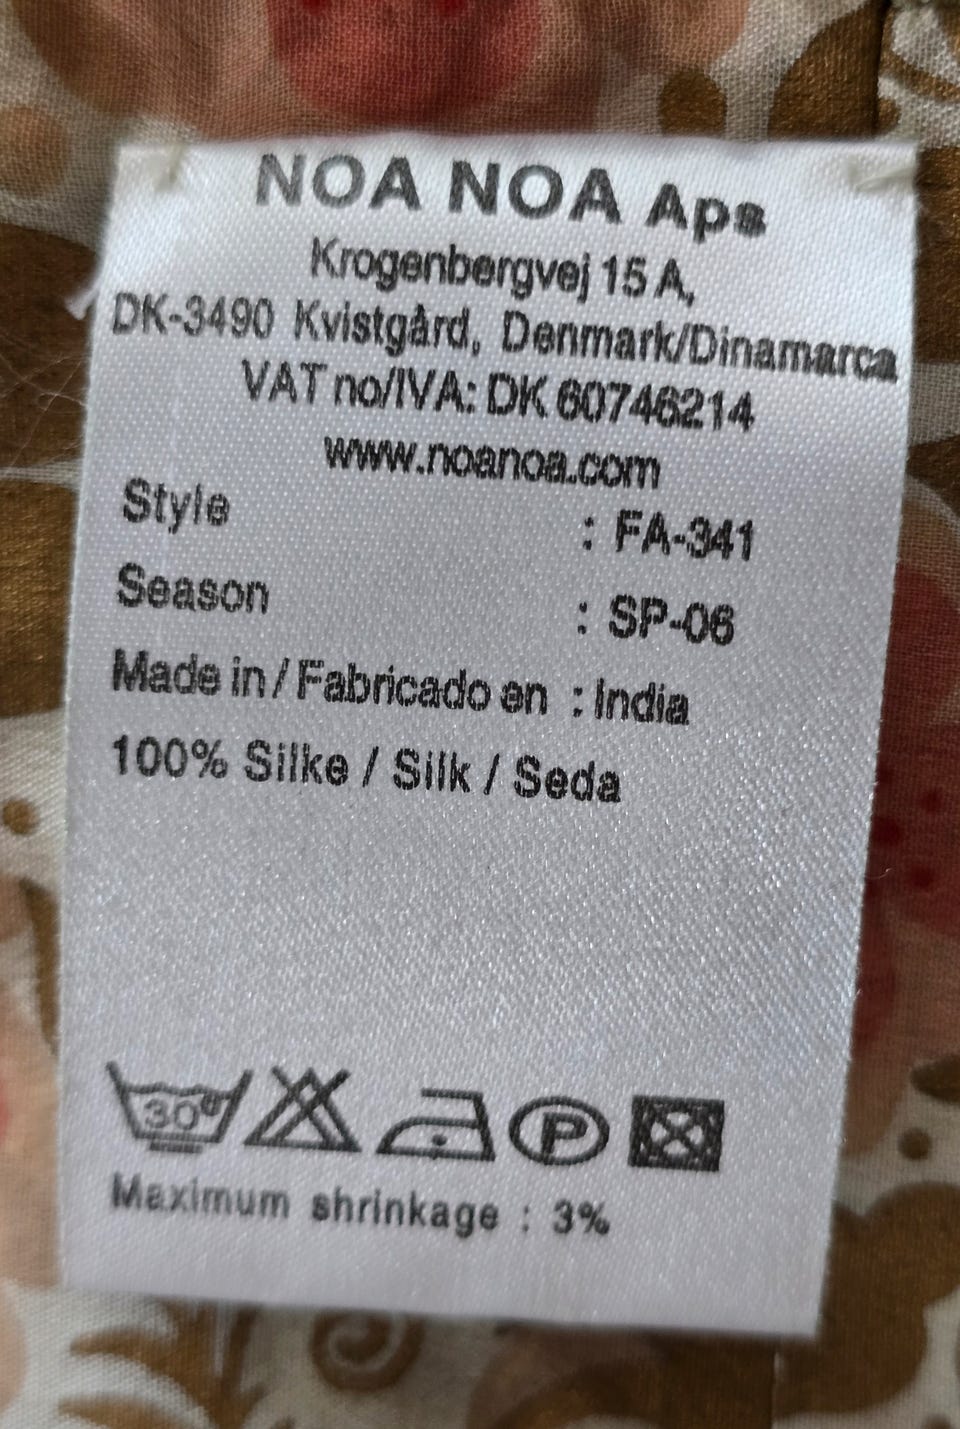 NOA NOA Aps
Krogenbergvej 15 A,
DK-3490 Kvistgård, Denmark/Dinamarca
VAT no/IVA: DK 60746214
www.noanoa.com
Style : FA-341
Season : SP-06
Made in / Fabricado en : India
100% Silke / Silk / Seda
30° P
Maximum shrinkage : 3%